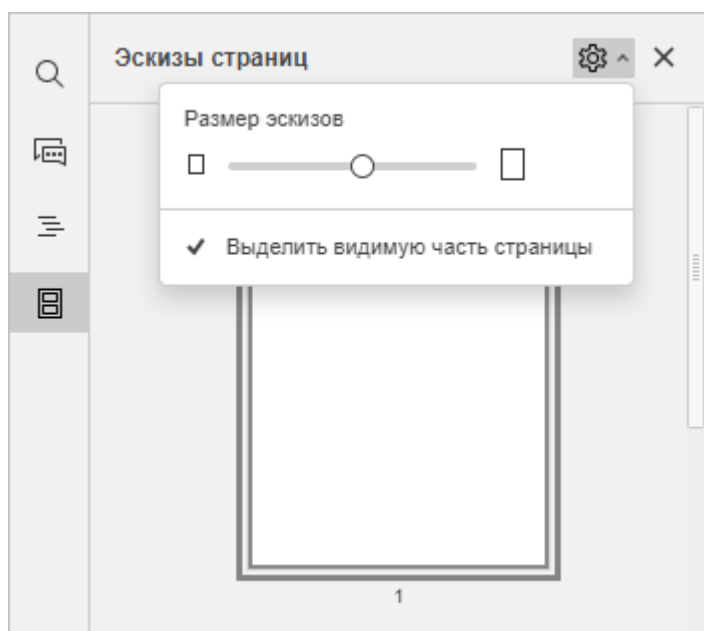 Эскизы страниц
Размер эскизов
Выделить видимую часть страницы
1